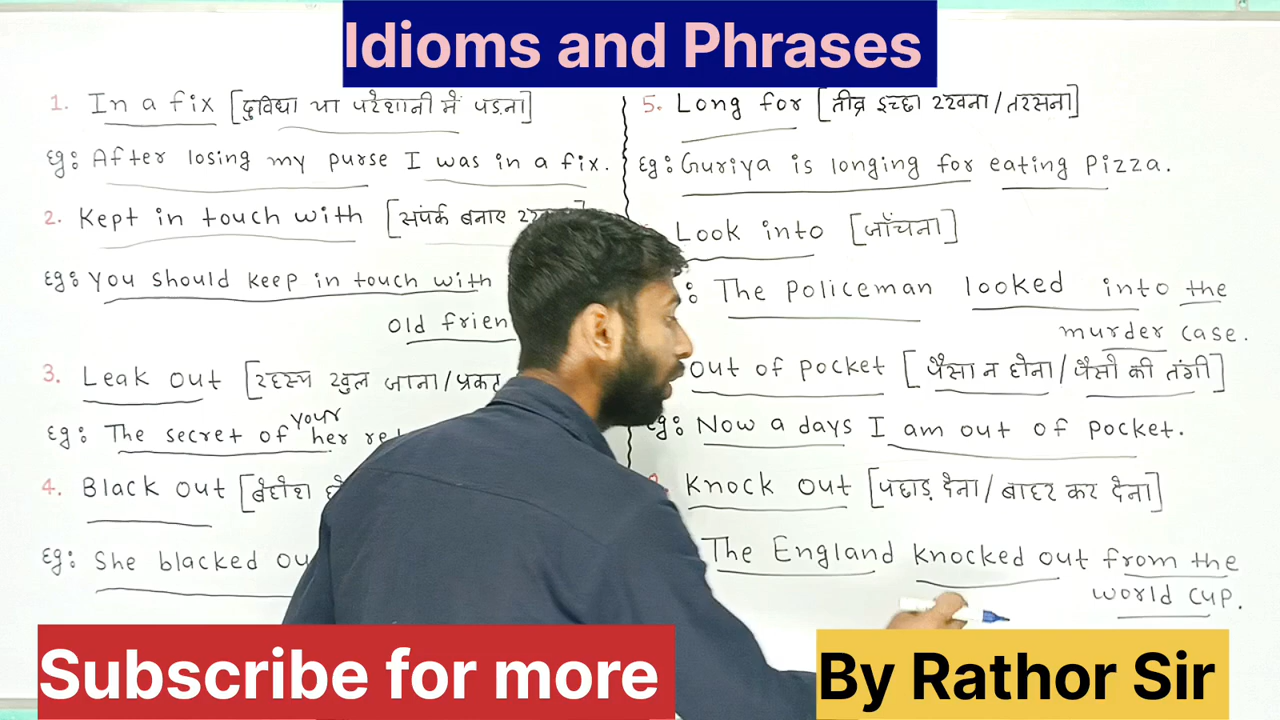 Idioms and Phrases
1. In a fix [दुविधा या परेशानी में पड़ना]
Eg: After losing my purse I was in a fix.
2. Kept in touch with [संपर्क बनाए
Eg: You should keep in touch with
old
3. Leak out [रहस्य खुल जाना/प्रकट
your
Eg: The secret of her
4. Black out [बेहोश
Eg: She blacked
5. Long for [तीव्र इच्छा रखना/तरसना]
Eg: Guriya is longing for eating Pizza.
Look into [जाँचना]
: The Policeman looked into the
murder case.
out of pocket [पैसा न होना/पैसों की तंगी]
Eg: Now a days I am out of pocket.
Knock out [पछाड़ देना/बाहर कर देना]
The England knocked out from the
world cup.
Subscribe for more
By Rathor Sir